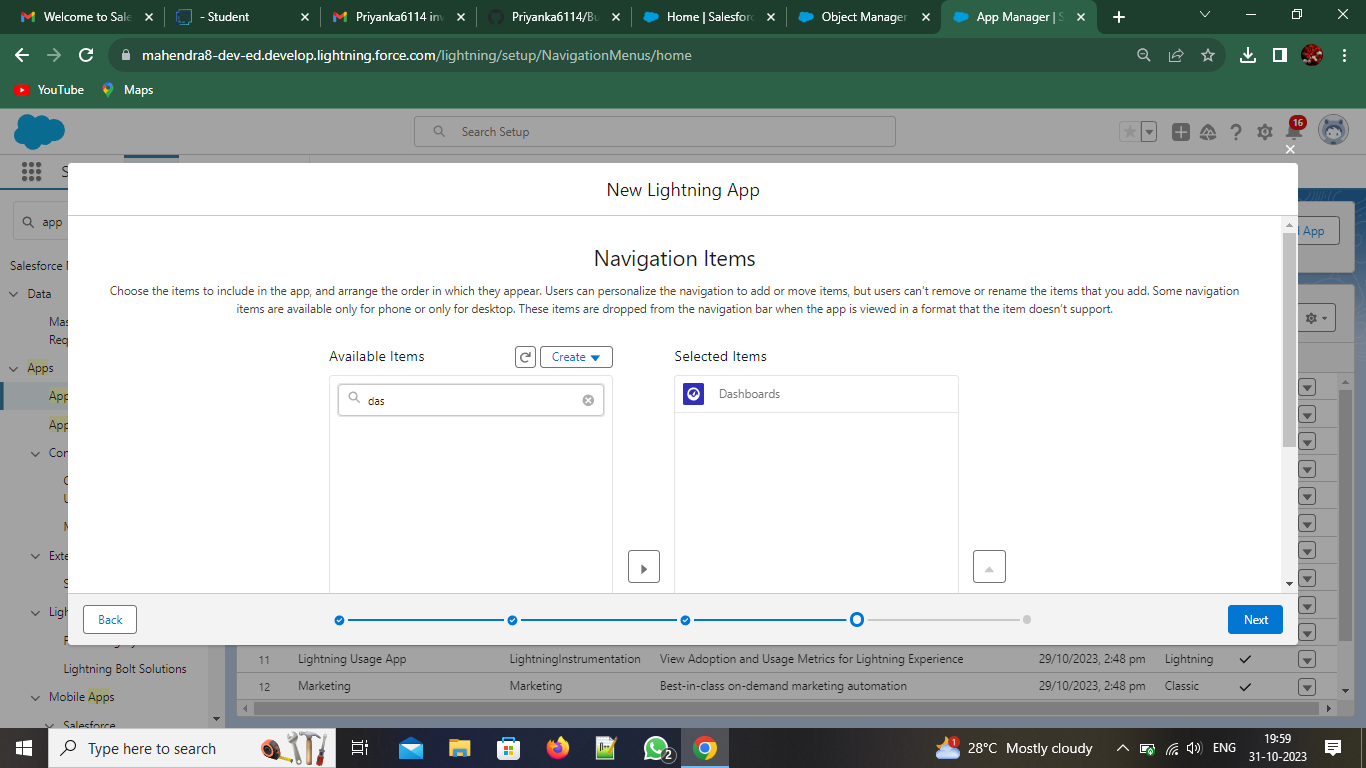 Welcome to Sale
- Student
Priyanka6114 inv
Priyanka6114/Bu
Home | Salesforc
Object Manager
App Manager | S
mahendra8-dev-ed.develop.lightning.force.com/lightning/setup/NavigationMenus/home
YouTube
Maps
Search Setup
16
S
New Lightning App
app
App
Navigation Items
Salesforce
Choose the items to include in the app, and arrange the order in which they appear. Users can personalize the navigation to add or move items, but users can't remove or rename the items that you add. Some navigation
items are available only for phone or only for desktop. These items are dropped from the navigation bar when the app is viewed in a format that the item doesn't support.
Data
Mas
Req
Available Items
Create
Selected Items
Apps
das
Dashboards
App
App
Con
Exte
S
Ligh
Back
Next
Lightning Bolt Solutions
11 Lightning Usage App LightningInstrumentation View Adoption and Usage Metrics for Lightning Experience 29/10/2023, 2:48 pm Lightning
12 Marketing Marketing Best-in-class on-demand marketing automation 29/10/2023, 2:48 pm Classic
Mobile Apps
Salesforce
Type here to search
2
1
28°C Mostly cloudy
ENG
19:59
31-10-2023